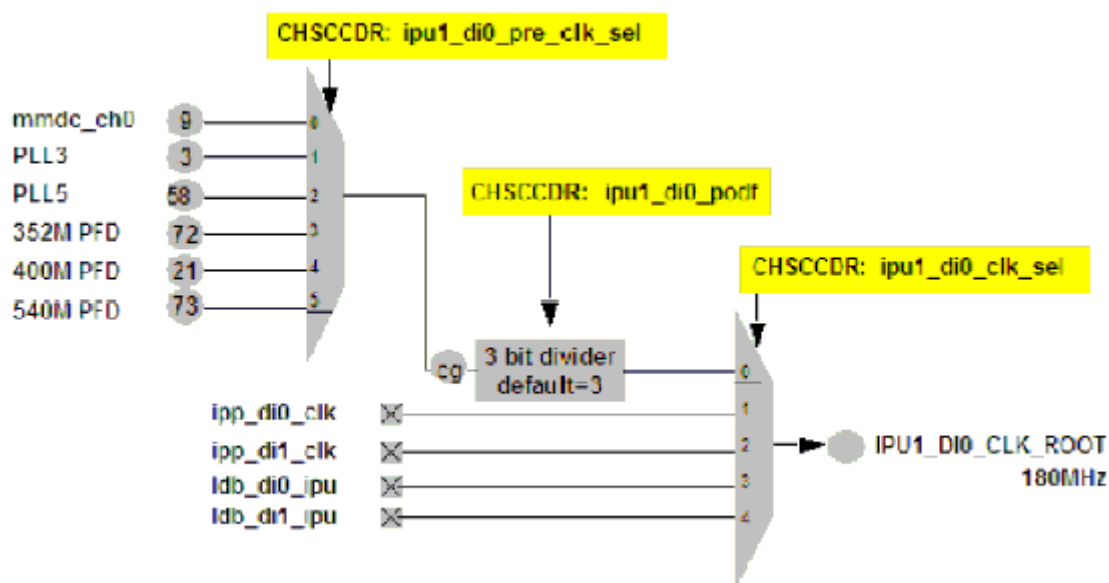 CHSCCDR: ipu1_di0_pre_clk_sel
mmdc_ch0 9 0
PLL3 3 1
PLL5 58 2
352M PFD 72 3
400M PFD 21 4
540M PFD 73 5
CHSCCDR: ipu1_di0_podf
CHSCCDR: ipu1_di0_clk_sel
cg
3 bit divider
default=3
0
ipp_di0_clk 1
ipp_di1_clk 2
ldb_di0_ipu 3
ldb_di1_ipu 4
IPU1_DI0_CLK_ROOT
180MHz